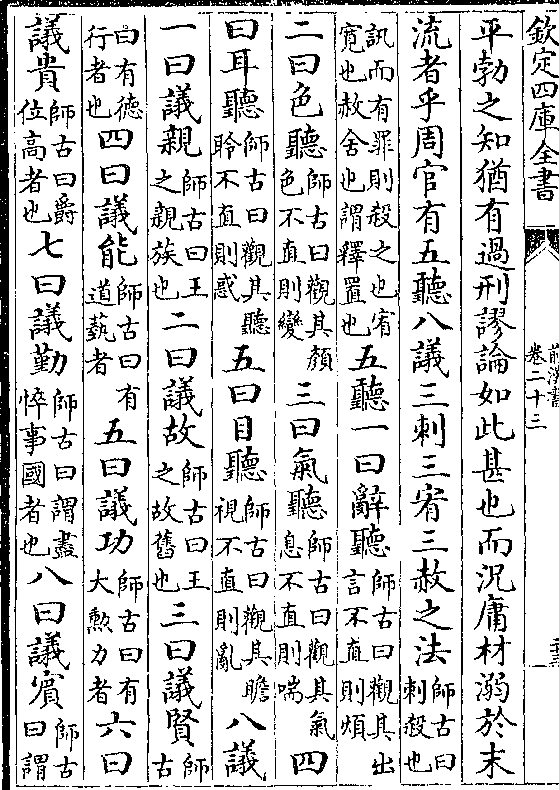 欽定四庫全書
前漢書
卷二十三
平勃之知猶有過刑謬論如此甚也而況庸材溺於末
流者乎周官有五聽八議三刺三宥三赦之法師古曰刺殺也
訊而有罪則殺之也宥寛也赦舍也謂釋置也五聽一曰辭聽師古曰觀其出言不直則煩
二曰色聽師古曰觀其顔色不直則變三曰氣聽師古曰觀其氣息不直則喘四
曰耳聽師古曰觀其聽聆不直則惑五曰目聽師古曰觀其瞻視不直則亂八議
一曰議親師古曰王之親族也二曰議故師古曰王之故舊也三曰議賢師古
曰有德行者也四曰議能師古曰有道藝者五曰議功師古曰有大勲力者六曰
議貴師古曰爵位高者也七曰議勤師古曰謂盡悴事國者也八曰議賓師古曰謂